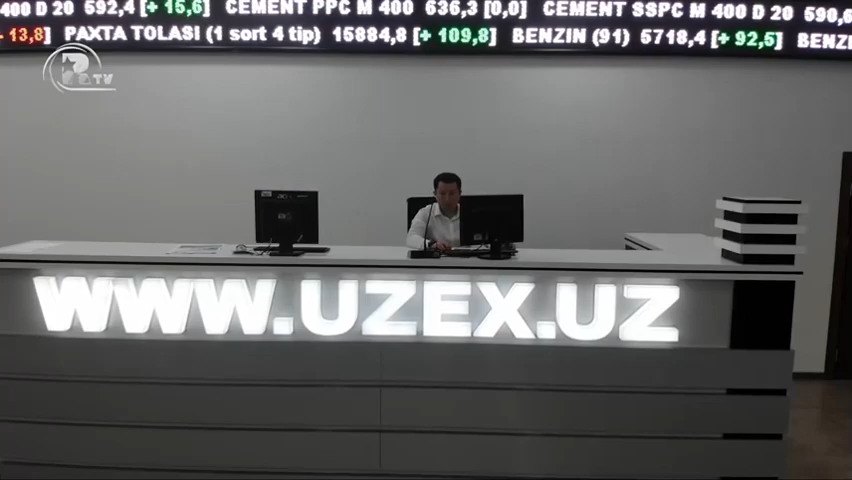 400 D 20 592,4 [+ 15,6] CEMENT PPC M 400 636,3 [0,0] CEMENT SSPC M 400 D 20 590,6
- 13,8] PAXTA TOLASI (1 sort 4 tip) 15884,8 [+ 109,8] BENZIN (91) 5718,4 [+ 92,5] BENZ
TV
WWW.UZEX.UZ